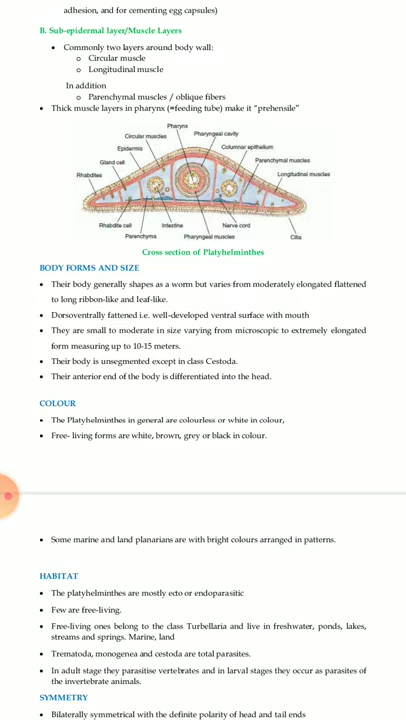 adhesion, and for cementing egg capsules)
B. Sub-epidermal layer/Muscle Layers
• Commonly two layers around body wall:
o Circular muscle
o Longitudinal muscle
In addition
o Parenchymal muscles / oblique fibers
• Thick muscle layers in pharynx (=feeding tube) make it "prehensile"
Pharynx
Circular muscles
Pharyngeal cavity
Epidermis
Columnar epithelium
Gland cell
Parenchymal muscles
Rhabdites
Longitudinal muscles
Rhabdite cell
Intestine
Nerve cord
Parenchyma
Pharyngeal muscles
Cilia
Cross section of Platyhelminthes
BODY FORMS AND SIZE
• Their body generally shapes as a worm but varies from moderately elongated flattened
to long ribbon-like and leaf-like.
• Dorsoventrally fattened i.e. well-developed ventral surface with mouth
• They are small to moderate in size varying from microscopic to extremely elongated
form measuring up to 10-15 meters.
• Their body is unsegmented except in class Cestoda.
• Their anterior end of the body is differentiated into the head.
COLOUR
• The Platyhelminthes in general are colourless or white in colour,
• Free- living forms are white, brown, grey or black in colour.
• Some marine and land planarians are with bright colours arranged in patterns.
HABITAT
• The platyhelminthes are mostly ecto or endoparasitic
• Few are free-living.
• Free-living ones belong to the class Turbellaria and live in freshwater, ponds, lakes,
streams and springs. Marine, land
• Trematoda, monogenea and cestoda are total parasites.
• In adult stage they parasitise vertebrates and in larval stages they occur as parasites of
the invertebrate animals.
SYMMETRY
• Bilaterally symmetrical with the definite polarity of head and tail ends